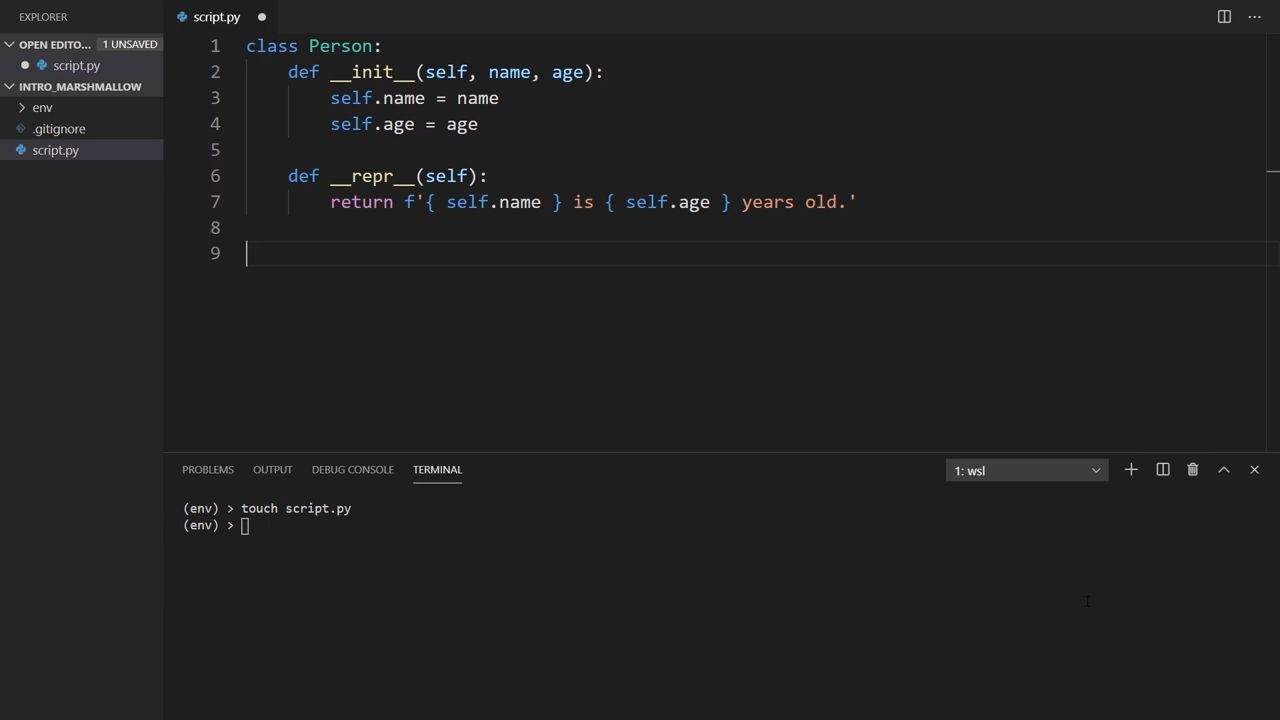 EXPLORER
OPEN EDITO... 1 UNSAVED
script.py
INTRO_MARSHMALLOW
env
.gitignore
script.py
script.py
1 class Person:
2     def __init__(self, name, age):
3         self.name = name
4         self.age = age
5
6     def __repr__(self):
7         return f'{ self.name } is { self.age } years old.'
8
9
PROBLEMS OUTPUT DEBUG CONSOLE TERMINAL 1: wsl
(env) > touch script.py
(env) >